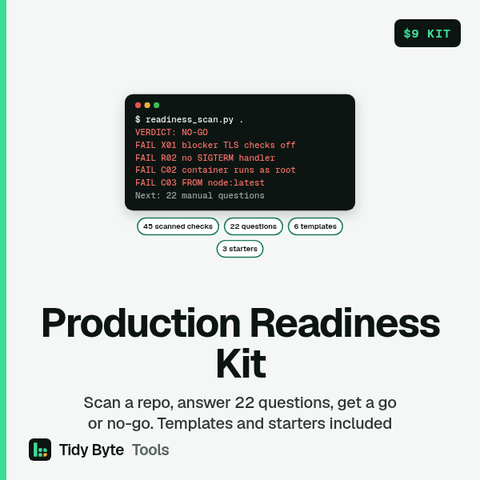 $9 KIT
$ readiness_scan.py .
VERDICT: NO-GO
FAIL X01 blocker TLS checks off
FAIL R02 no SIGTERM handler
FAIL C02 container runs as root
FAIL C03 FROM node:latest
Next: 22 manual questions
45 scanned checks 22 questions 6 templates
3 starters
Production Readiness
Kit
Scan a repo, answer 22 questions, get a go
or no-go. Templates and starters included
Tidy Byte Tools